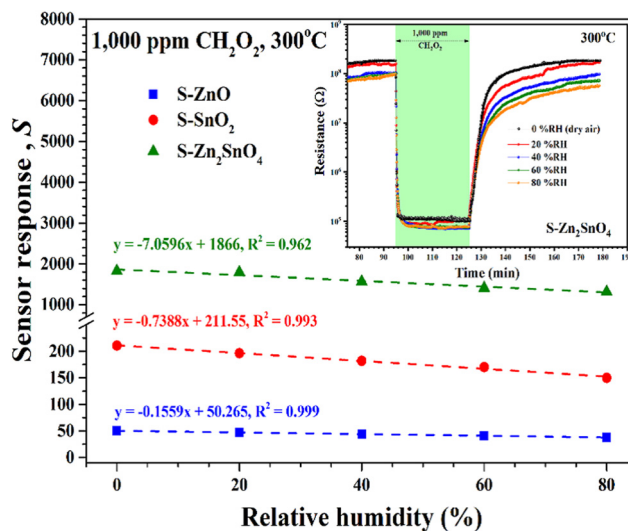 1,000 ppm CH₂O₂, 300°C
S-ZnO
S-SnO₂
S-Zn₂SnO₄
y = -7.0596x + 1866, R² = 0.962
y = -0.7388x + 211.55, R² = 0.993
y = -0.1559x + 50.265, R² = 0.999
Sensor response , S
8000
7000
6000
5000
4000
3000
2000
1000
200
150
100
50
0
0 20 40 60 80
Relative humidity (%)
1,000 ppm
CH₂O₂
300°C
0 %RH (dry air)
20 %RH
40 %RH
60 %RH
80 %RH
S-Zn₂SnO₄
Resistance (Ω)
10⁵
80 90 100 110 120 130 140 150 160 170 180
Time (min)